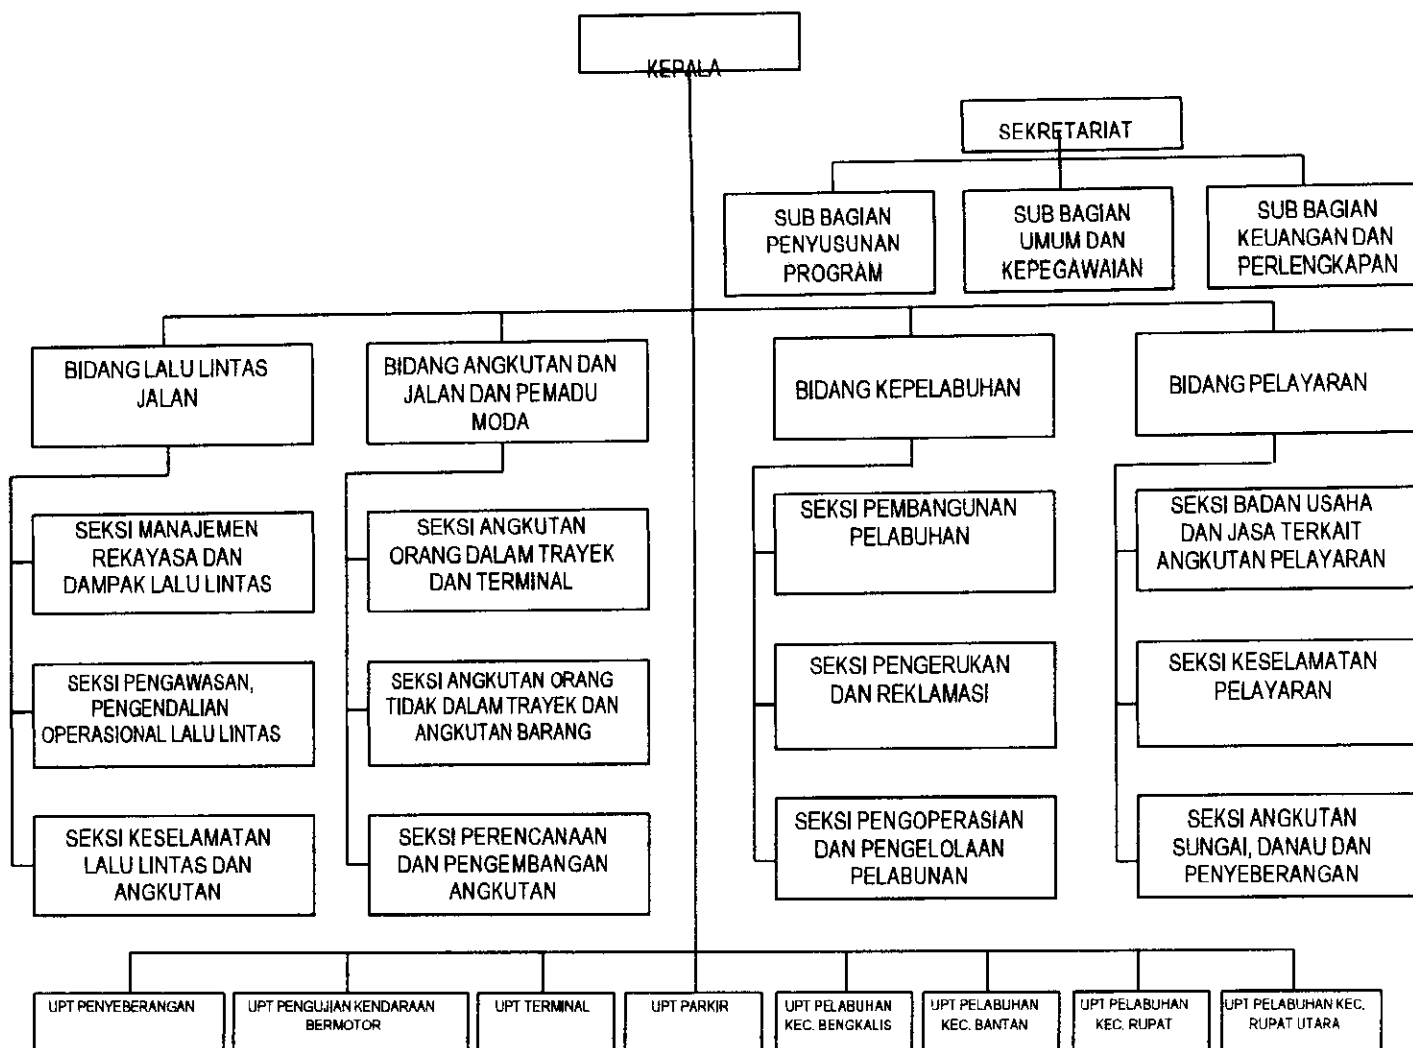 KEPALA
SEKRETARIAT
SUB BAGIAN
PENYUSUNAN
PROGRAM
SUB BAGIAN
UMUM DAN
KEPEGAWAIAN
SUB BAGIAN
KEUANGAN DAN
PERLENGKAPAN
BIDANG LALU LINTAS
JALAN
BIDANG ANGKUTAN DAN
JALAN DAN PEMADU
MODA
BIDANG KEPELABUHAN
BIDANG PELAYARAN
SEKSI MANAJEMEN
REKAYASA DAN
DAMPAK LALU LINTAS
SEKSI ANGKUTAN
ORANG DALAM TRAYEK
DAN TERMINAL
SEKSI PEMBANGUNAN
PELABUHAN
SEKSI BADAN USAHA
DAN JASA TERKAIT
ANGKUTAN PELAYARAN
SEKSI PENGAWASAN,
PENGENDALIAN
OPERASIONAL LALU LINTAS
SEKSI ANGKUTAN ORANG
TIDAK DALAM TRAYEK DAN
ANGKUTAN BARANG
SEKSI PENGERUKAN
DAN REKLAMASI
SEKSI KESELAMATAN
PELAYARAN
SEKSI KESELAMATAN
LALU LINTAS DAN
ANGKUTAN
SEKSI PERENCANAAN
DAN PENGEMBANGAN
ANGKUTAN
SEKSI PENGOPERASIAN
DAN PENGELOLAAN
PELABUNAN
SEKSI ANGKUTAN
SUNGAI, DANAU DAN
PENYEBERANGAN
UPT PENYEBERANGAN
UPT PENGUJIAN KENDARAAN
BERMOTOR
UPT TERMINAL
UPT PARKIR
UPT PELABUHAN
KEC. BENGKALIS
UPT PELABUHAN
KEC. BANTAN
UPT PELABUHAN
KEC. RUPAT
UPT PELABUHAN KEC.
RUPAT UTARA